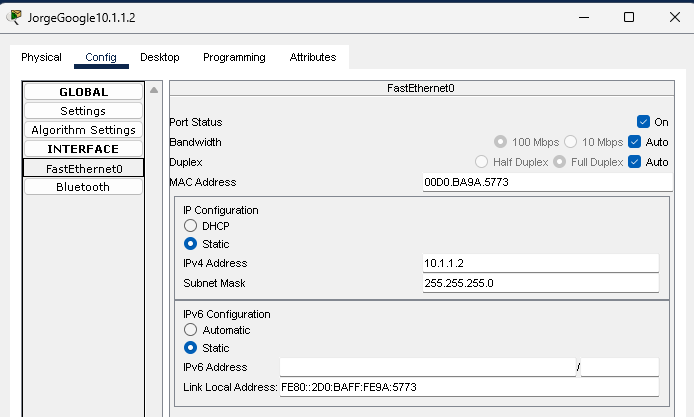 JorgeGoogle10.1.1.2
Physical Config Desktop Programming Attributes
GLOBAL
Settings
Algorithm Settings
INTERFACE
FastEthernet0
Bluetooth
FastEthernet0
Port Status On
Bandwidth 100 Mbps 10 Mbps Auto
Duplex Half Duplex Full Duplex Auto
MAC Address 00D0.BA9A.5773
IP Configuration
DHCP
Static
IPv4 Address 10.1.1.2
Subnet Mask 255.255.255.0
IPv6 Configuration
Automatic
Static
IPv6 Address /
Link Local Address: FE80::2D0:BAFF:FE9A:5773